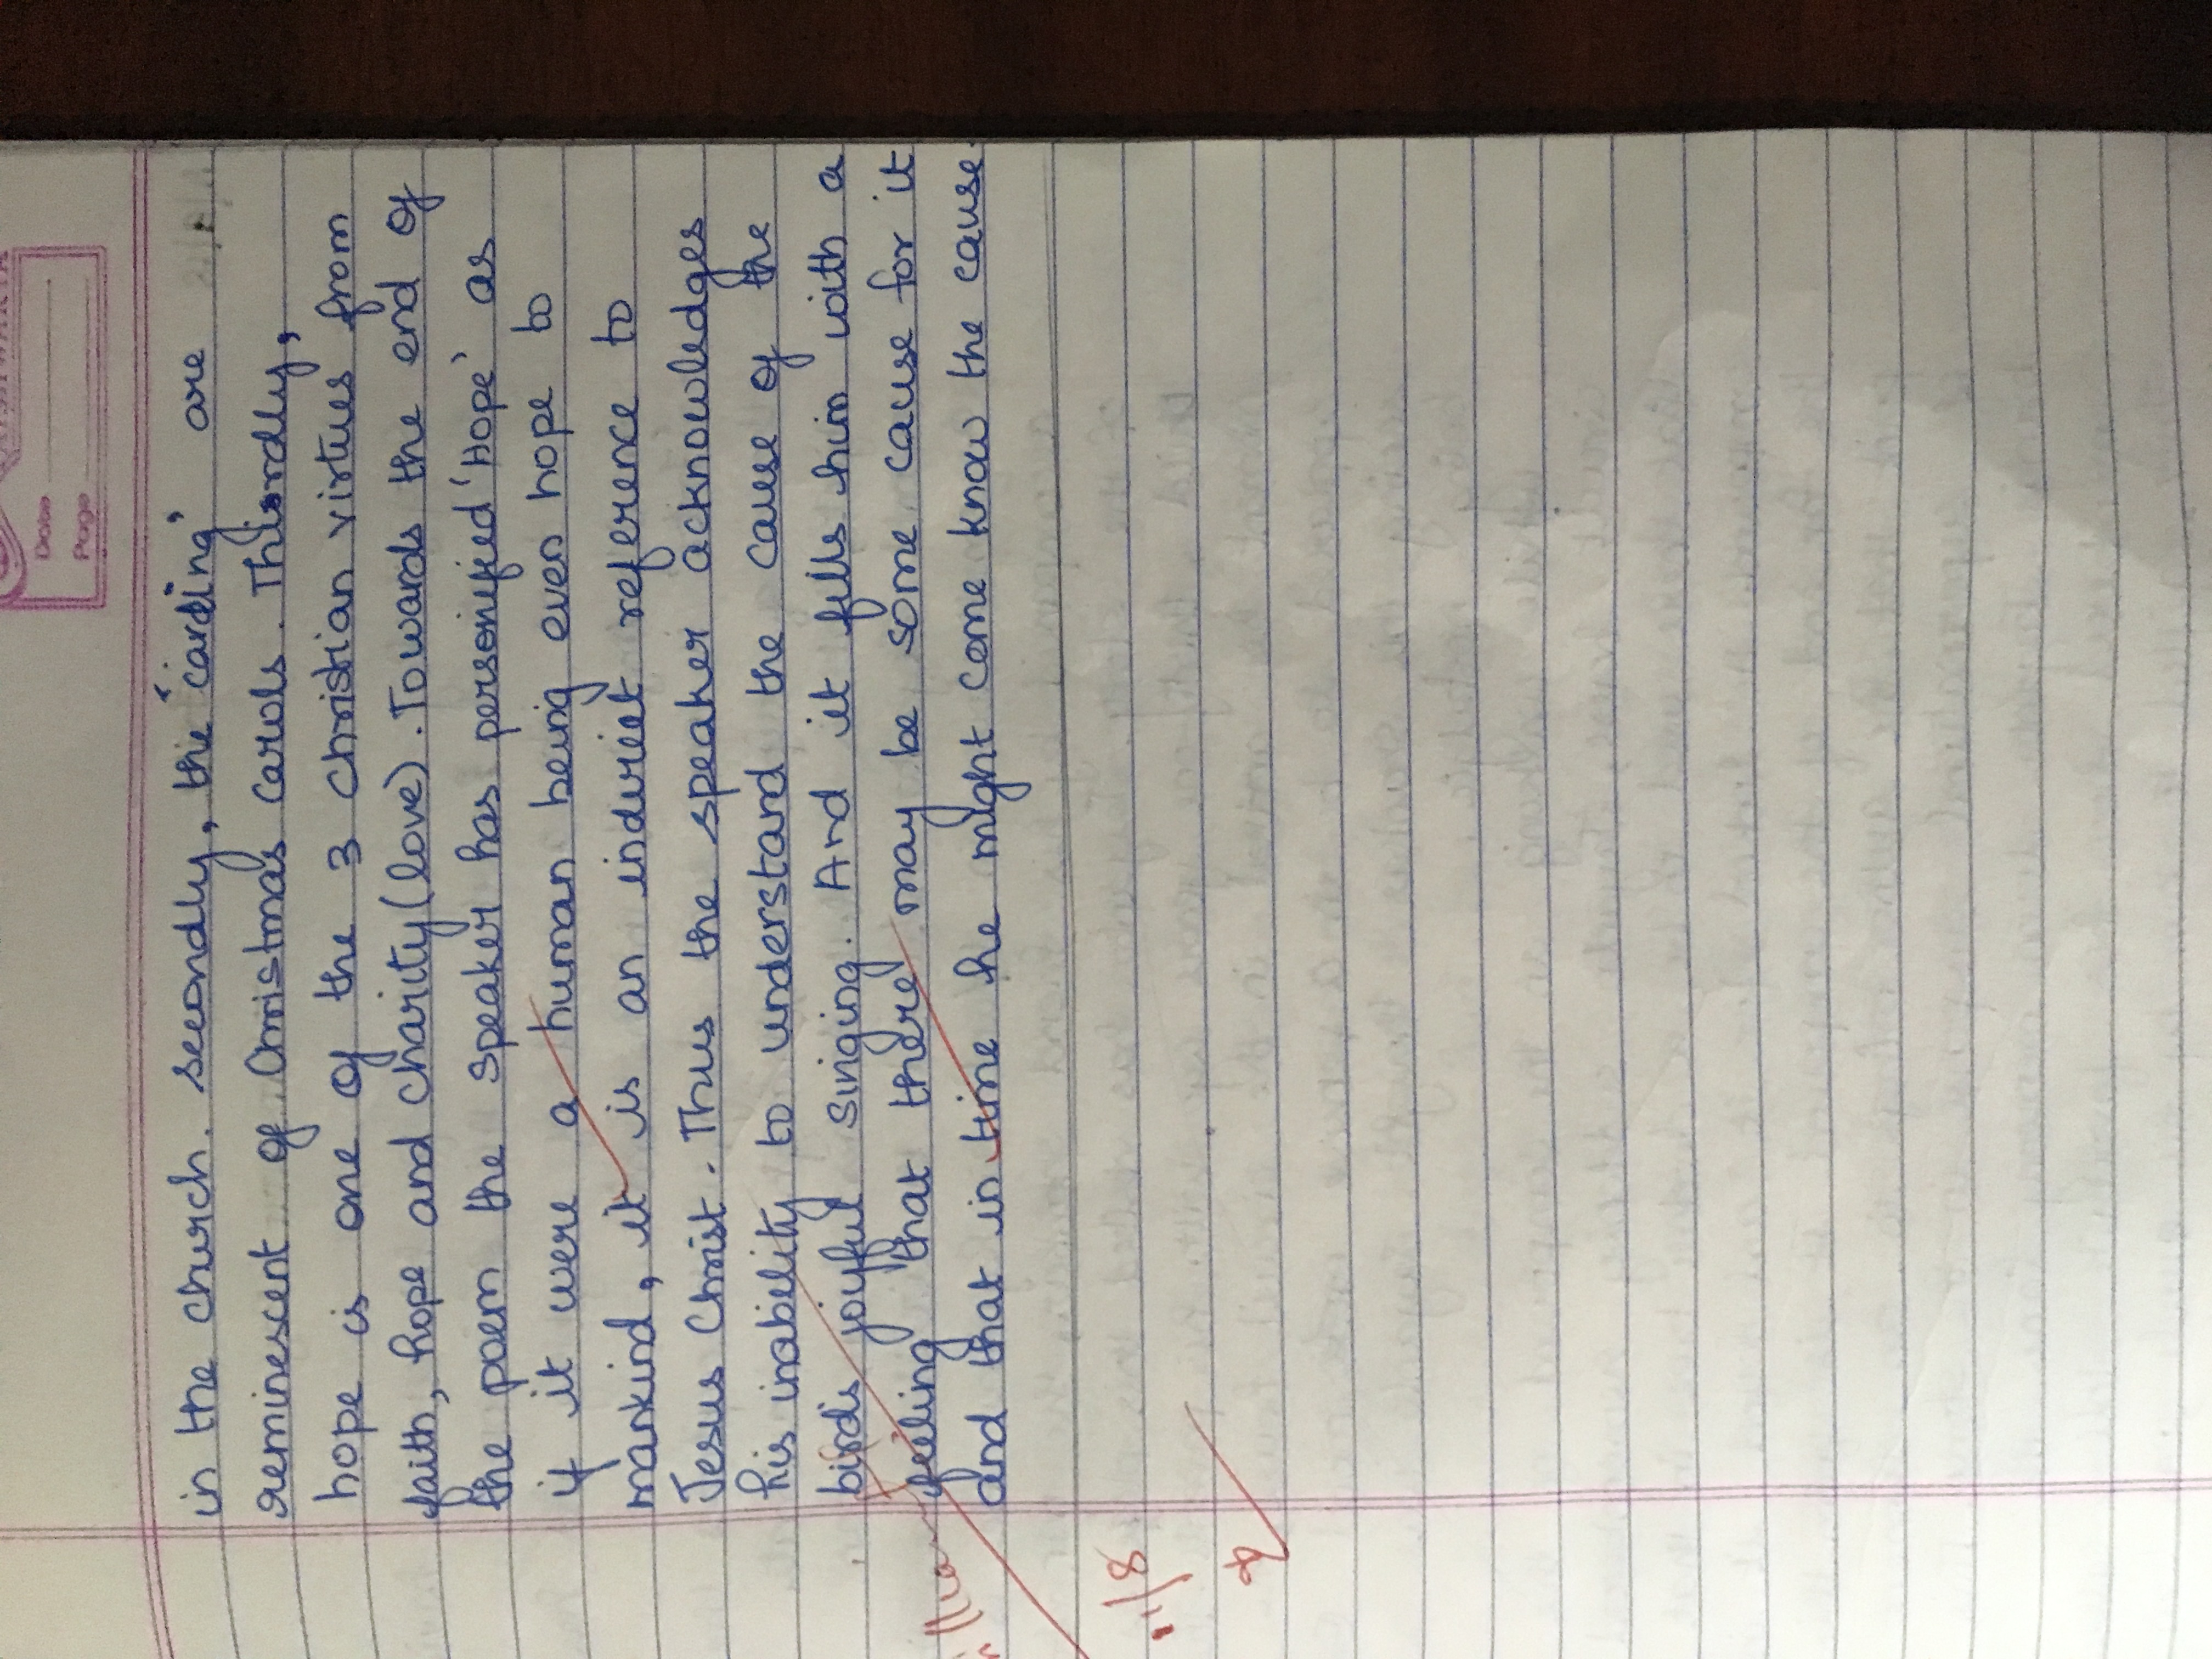 Date
Page
in the church. Secondly, the 'caroling' are
reminescent of Christmas Carols. Thirdly,
hope is one of the 3 christian virtues from
faith, hope and charity (love). Towards the end of
the poem the speaker has personified 'Hope' as
if it were a human being even hope to
mankind, it is an indirect reference to
Jesus Christ. Thus the speaker acknowledges
his inability to understand the cause of the
bird's joyful singing. And it fills him with a
feeling that there may be some cause for it
and that in time he might come know the cause.